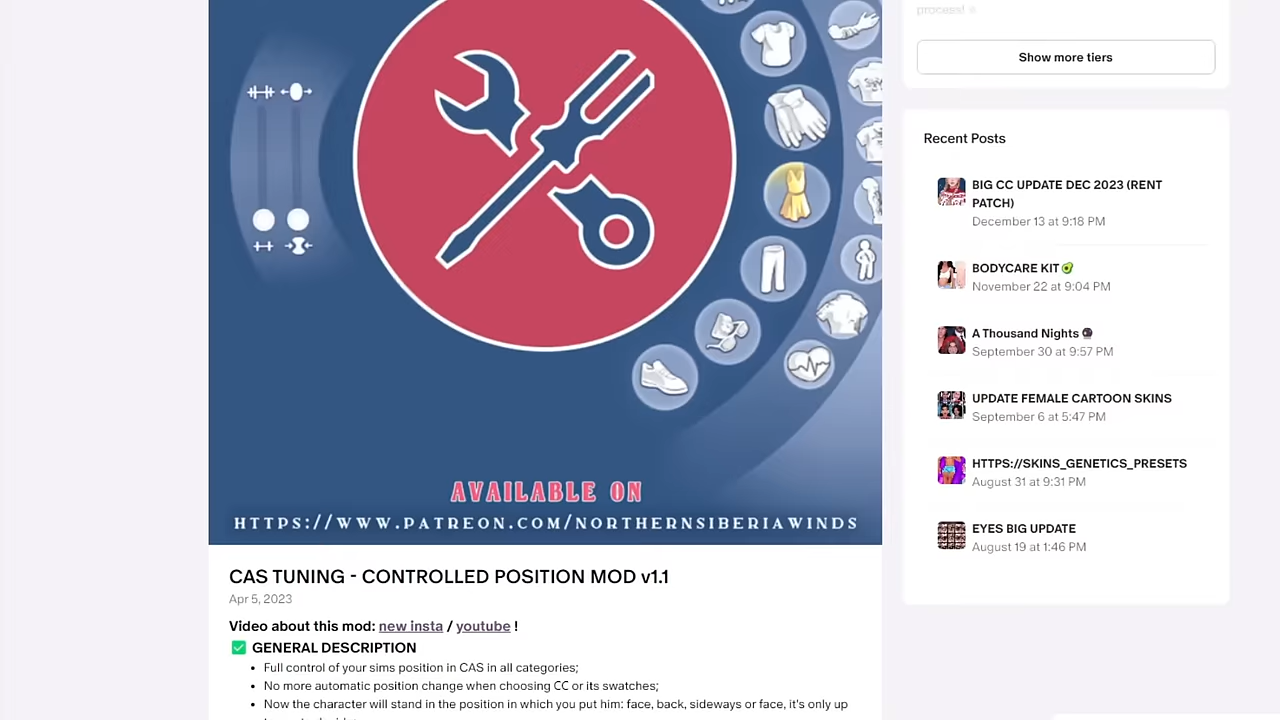 process!
Show more tiers
Recent Posts
BIG CC UPDATE DEC 2023 (RENT
PATCH)
December 13 at 9:18 PM
BODYCARE KIT🥑
November 22 at 9:04 PM
A Thousand Nights 🔮
September 30 at 9:57 PM
UPDATE FEMALE CARTOON SKINS
September 6 at 5:47 PM
HTTPS://SKINS_GENETICS_PRESETS
August 31 at 9:31 PM
EYES BIG UPDATE
August 19 at 1:46 PM
AVAILABLE ON
HTTPS://WWW.PATREON.COM/NORTHERNSIBERIAWINDS
CAS TUNING - CONTROLLED POSITION MOD v1.1
Apr 5, 2023
Video about this mod: new insta / youtube !
✅ GENERAL DESCRIPTION
• Full control of your sims position in CAS in all categories;
• No more automatic position change when choosing CC or its swatches;
• Now the character will stand in the position in which you put him: face, back, sideways or face, it's only up